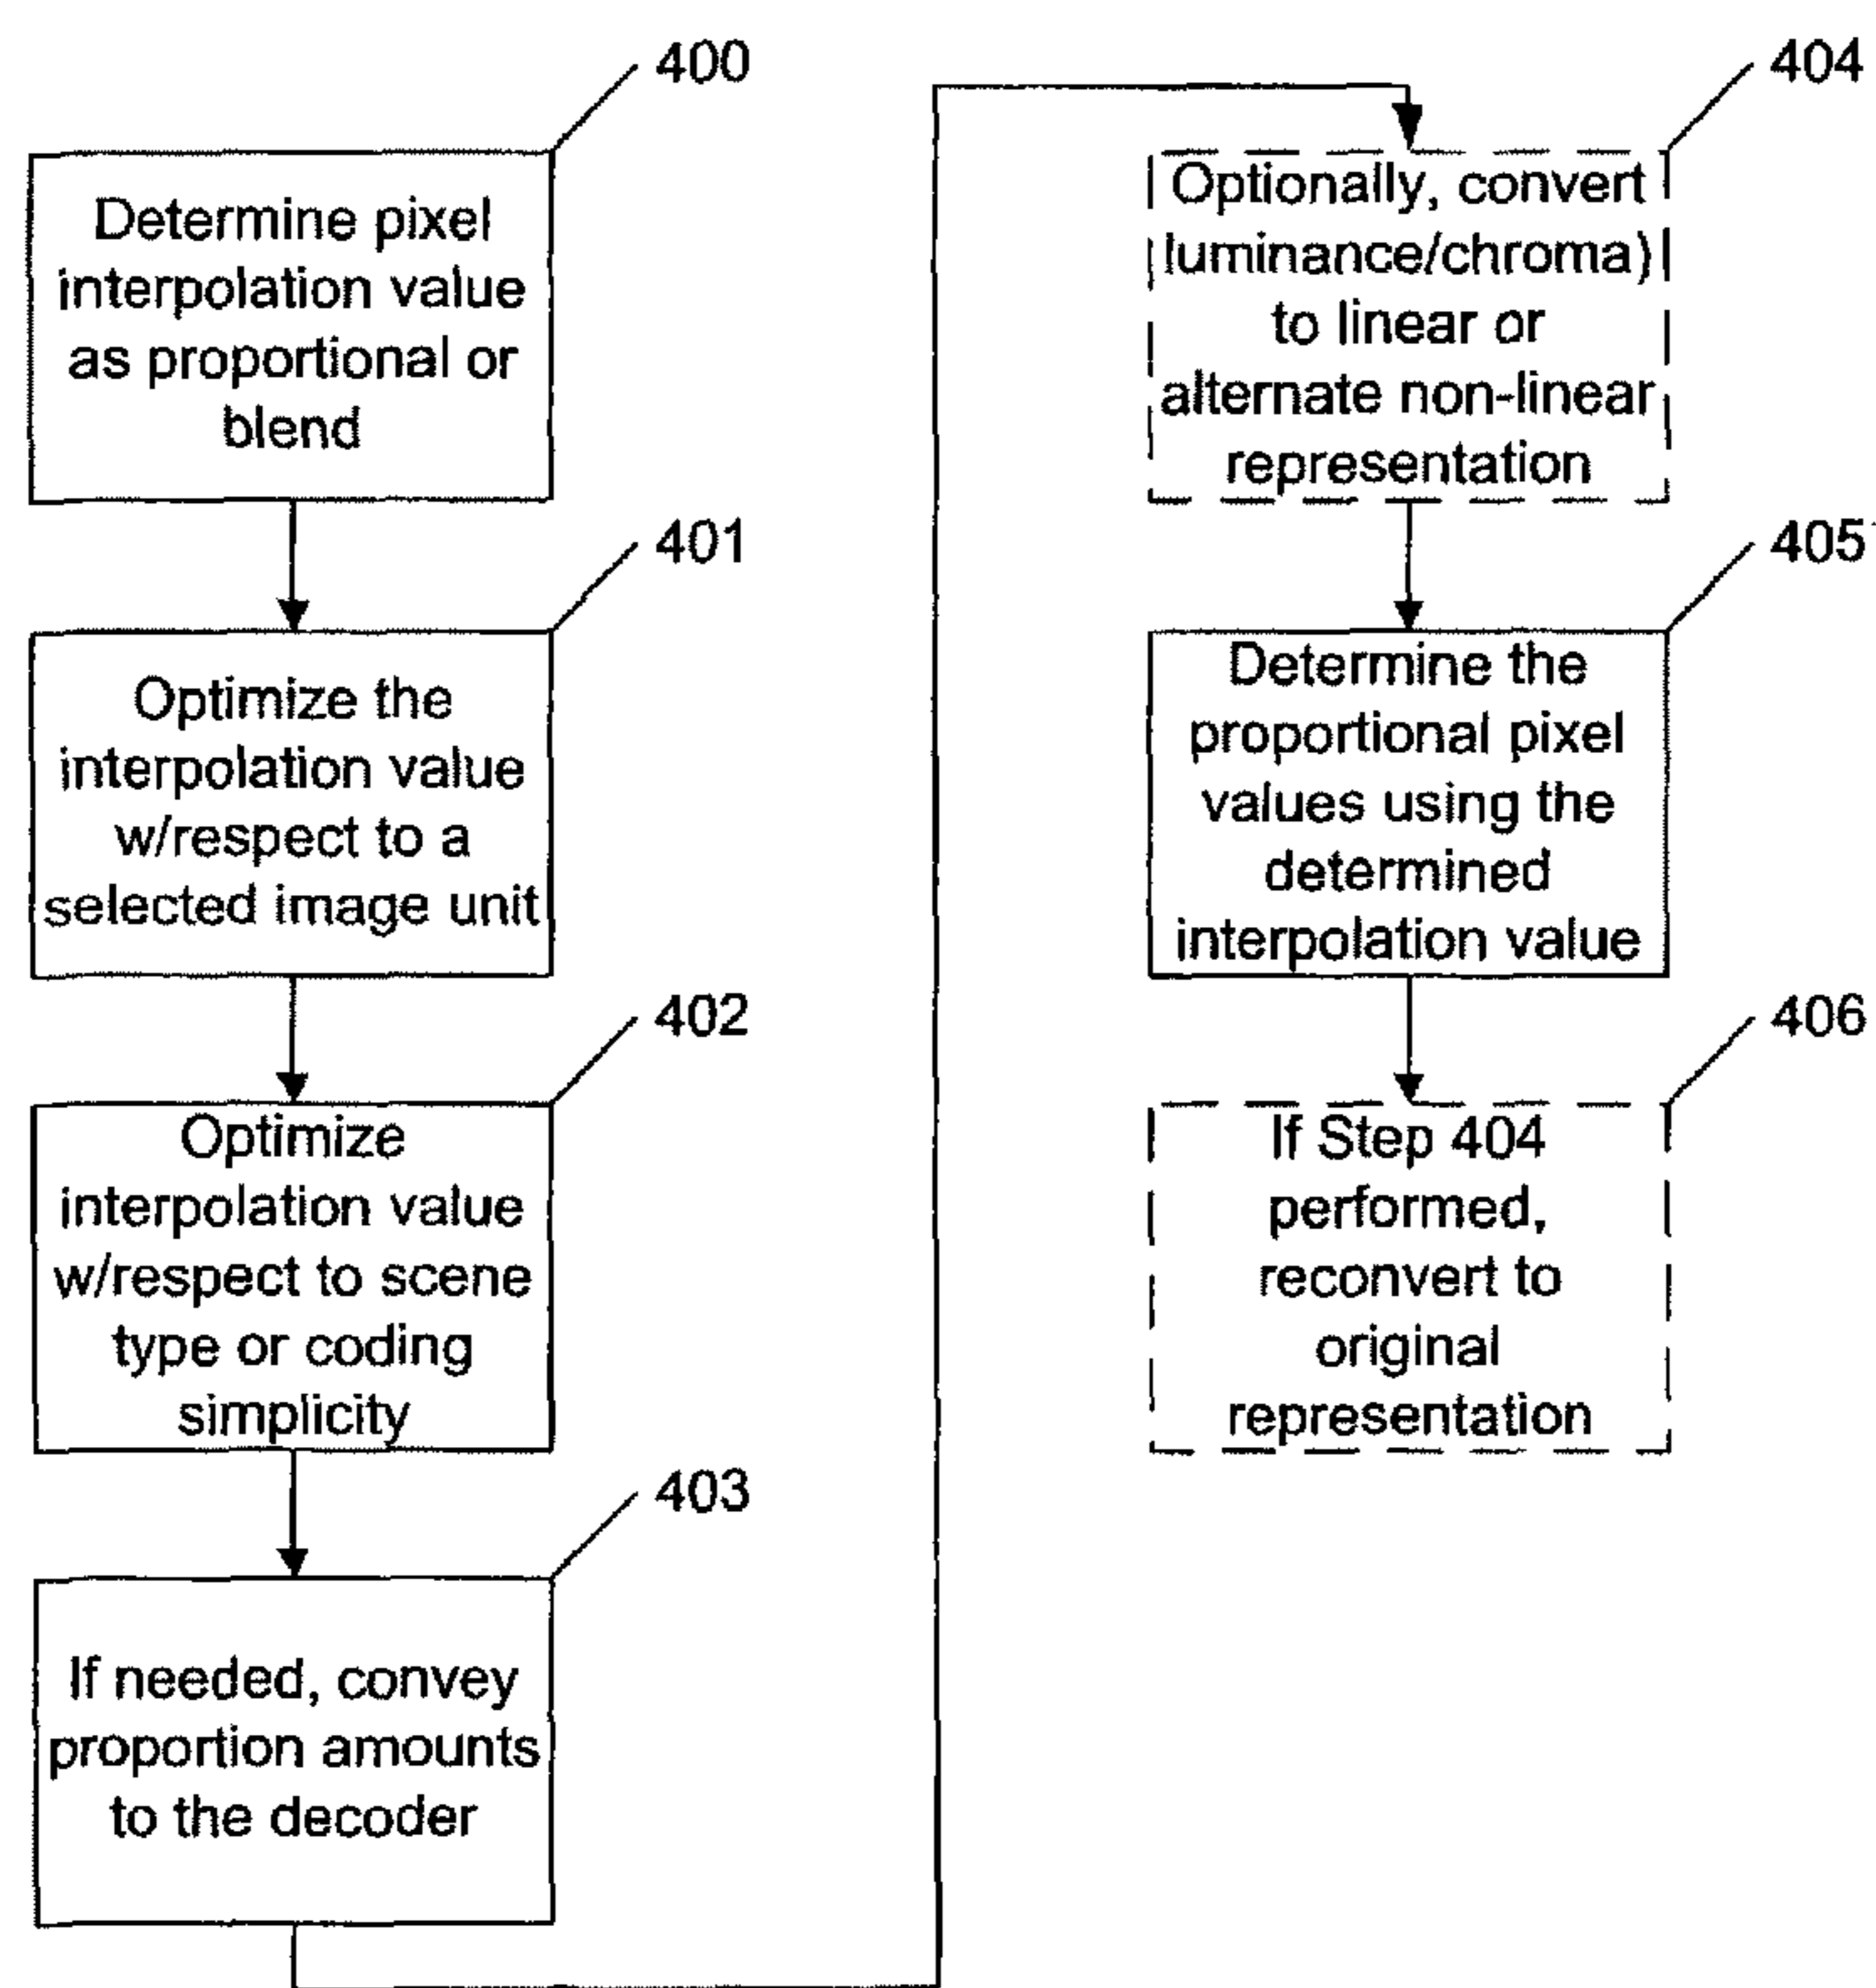 400
Determine pixel
interpolation value
as proportional or
blend
401
Optimize the
interpolation value
w/respect to a
selected image unit
402
Optimize
interpolation value
w/respect to scene
type or coding
simplicity
403
If needed, convey
proportion amounts
to the decoder
404
Optionally, convert
luminance/chroma)
to linear or
alternate non-linear
representation
405
Determine the
proportional pixel
values using the
determined
interpolation value
406
If Step 404
performed,
reconvert to
original
representation